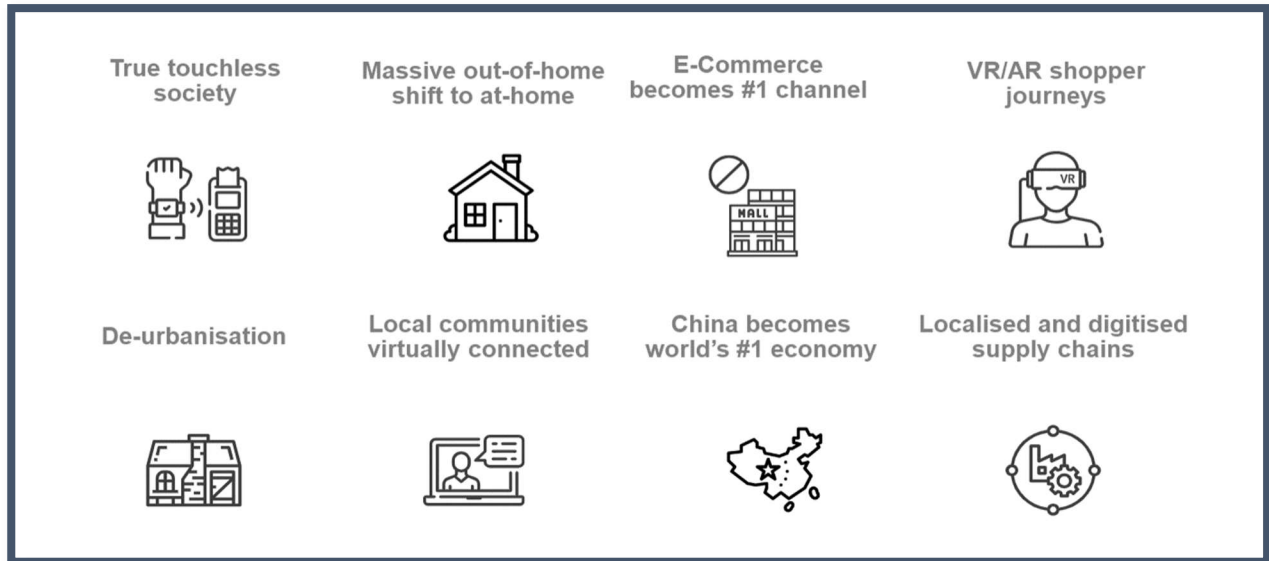 True touchless
society
Massive out-of-home
shift to at-home
E-Commerce
becomes #1 channel
VR/AR shopper
journeys
VR
MALL
De-urbanisation
Local communities
virtually connected
China becomes
world's #1 economy
Localised and digitised
supply chains